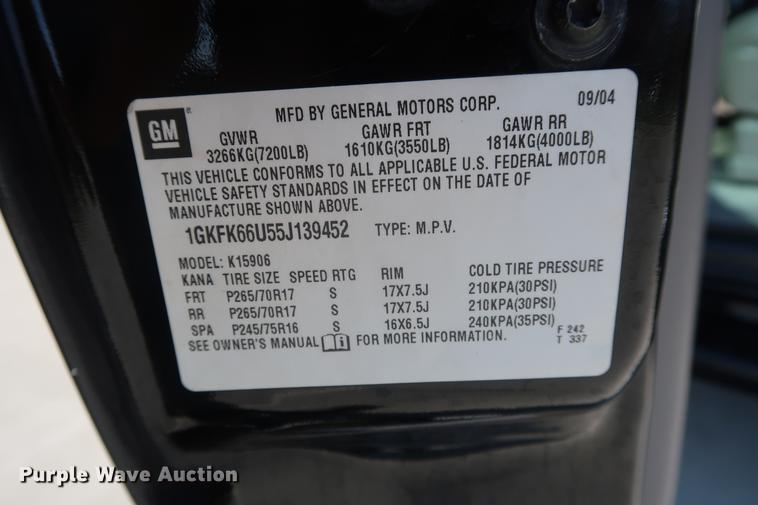 MFD BY GENERAL MOTORS CORP. 09/04
GM
GVWR GAWR FRT GAWR RR
3266KG(7200LB) 1610KG(3550LB) 1814KG(4000LB)
THIS VEHICLE CONFORMS TO ALL APPLICABLE U.S. FEDERAL MOTOR
VEHICLE SAFETY STANDARDS IN EFFECT ON THE DATE OF
MANUFACTURE SHOWN ABOVE.
1GKFK66U55J139452 TYPE: M.P.V.
MODEL: K15906
KANA TIRE SIZE SPEED RTG RIM COLD TIRE PRESSURE
FRT P265/70R17 S 17X7.5J 210KPA(30PSI)
RR P265/70R17 S 17X7.5J 210KPA(30PSI)
SPA P245/75R16 S 16X6.5J 240KPA(35PSI)
SEE OWNER'S MANUAL i FOR MORE INFORMATION.
F 242
T 337
Purple Wave Auction